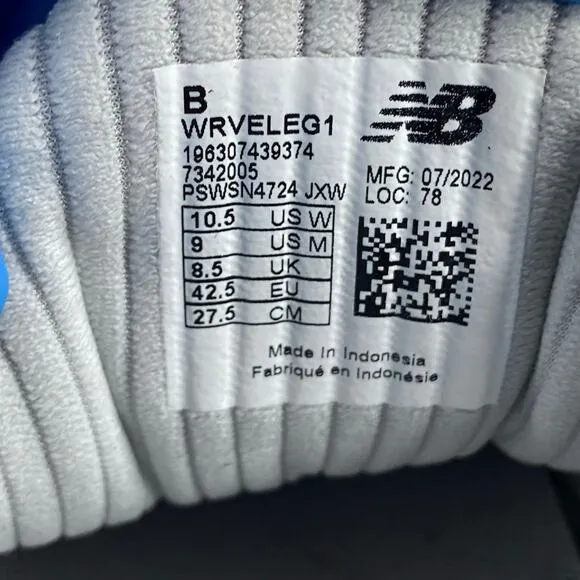 B
WRVELEG1
196307439374
7342005
PSWSN4724 JXW
NB
MFG: 07/2022
LOC: 78
10.5 US W
9 US M
8.5 UK
42.5 EU
27.5 CM
Made In Indonesia
Fabriqué en Indonésie